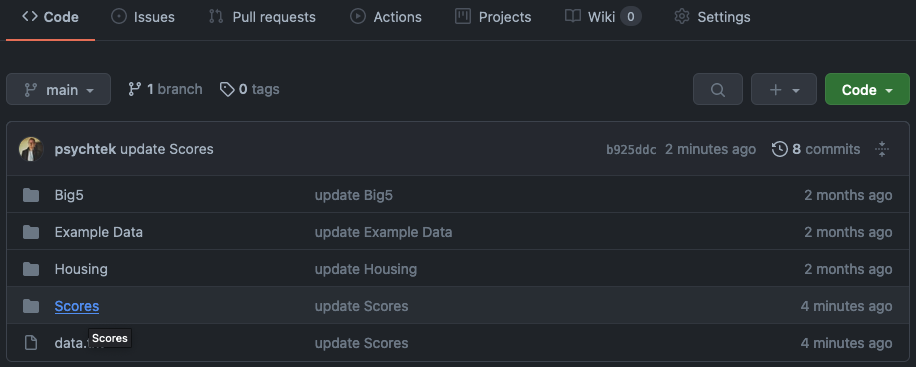 Code Issues Pull requests Actions Projects Wiki 0 Settings
main 1 branch 0 tags Code
psychtek update Scores b925ddc 2 minutes ago 8 commits
Big5 update Big5 2 months ago
Example Data update Example Data 2 months ago
Housing update Housing 2 months ago
Scores update Scores 4 minutes ago
data. update Scores 4 minutes ago
Scores